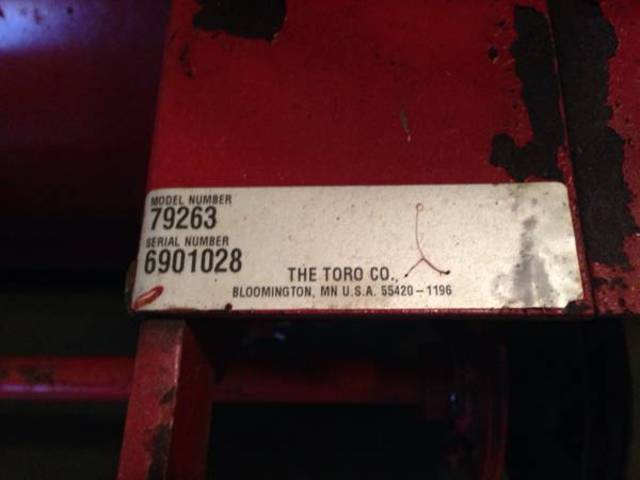 MODEL NUMBER
79263
SERIAL NUMBER
6901028
THE TORO CO.,
BLOOMINGTON, MN U.S.A. 55420-1196